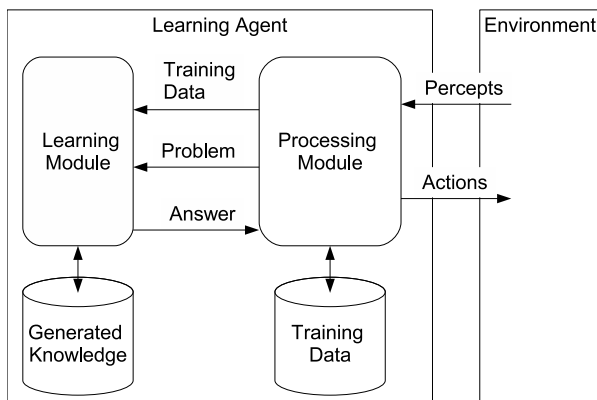 Learning Agent
Environment
Training
Data
Percepts
Learning
Module
Processing
Module
Problem
Actions
Answer
Generated
Knowledge
Training
Data